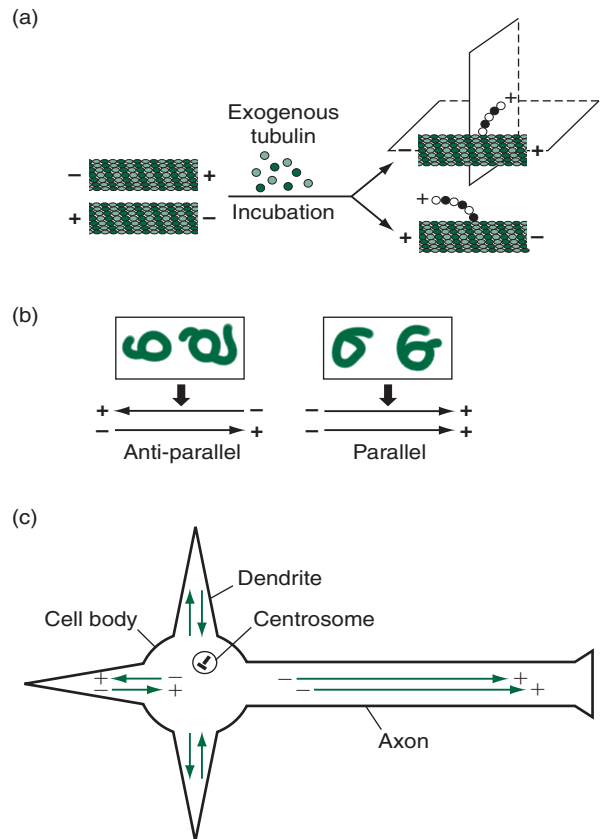 (a)
Exogenous
tubulin
Incubation
− +
+ −
+
− +
+
+ −
(b)
+ −
− +
Anti-parallel
− +
− +
Parallel
(c)
Dendrite
Cell body
Centrosome
+ −
− +
− +
− +
Axon